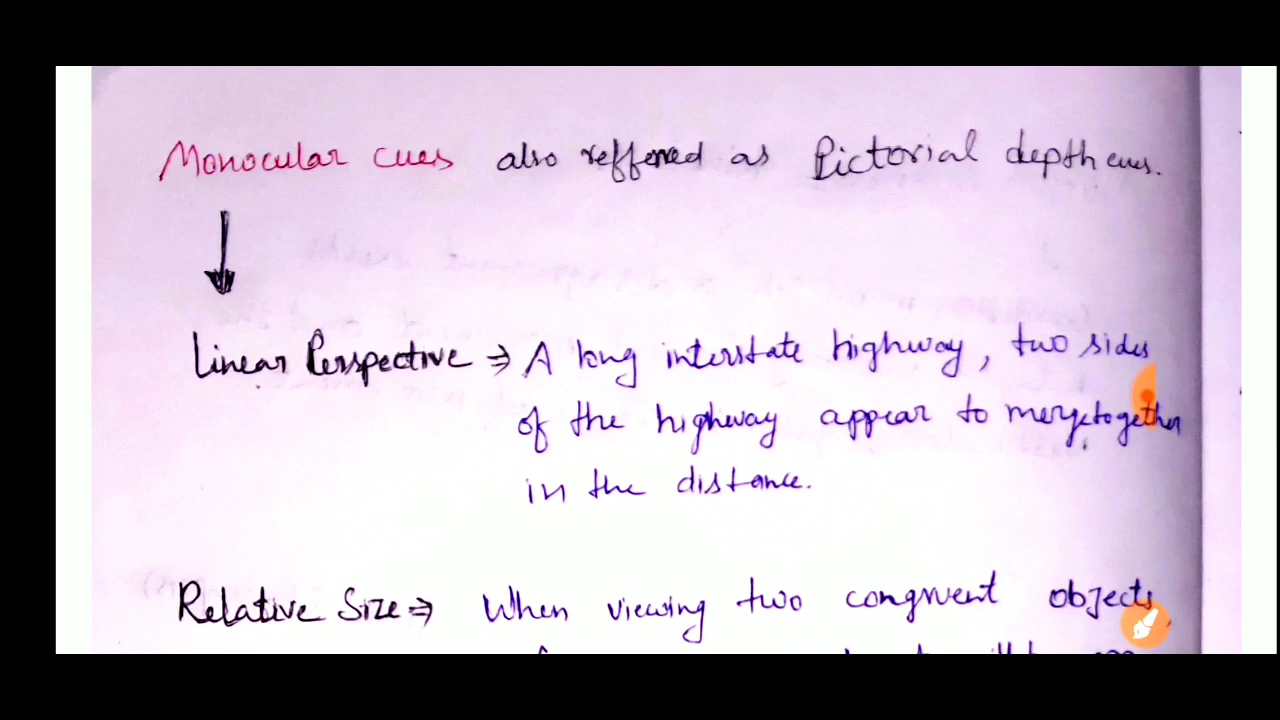 Monocular cues also reffered as Pictorial depth cues.
Linear Perspective ⇒ A long interstate highway, two sides
of the highway appear to merge together
in the distance.
Relative Size ⇒ When viewing two congruent objects,